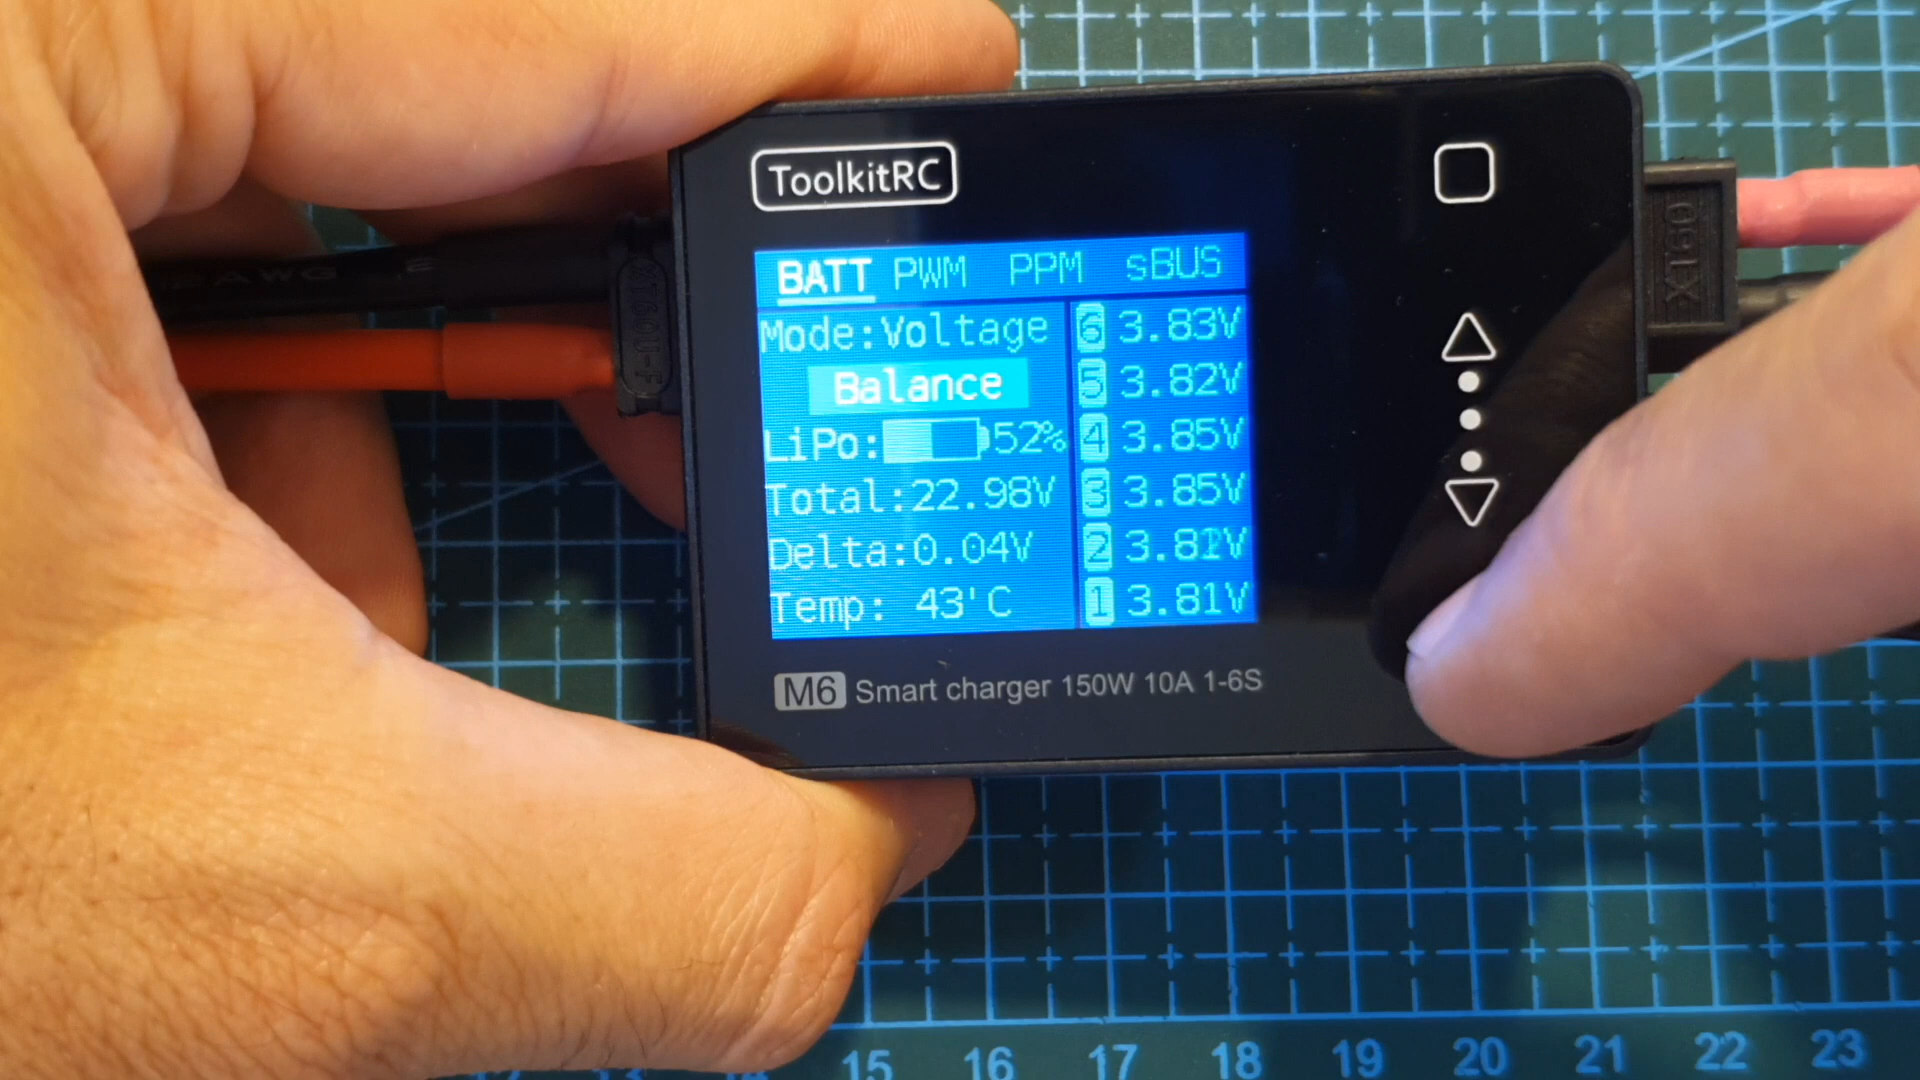 ToolkitRC
BATT PWM PPM sBUS
Mode:Voltage
Balance
LiPo: 52%
Total:22.98V
Delta:0.04V
Temp: 43'C
6 3.83V
5 3.82V
4 3.85V
3 3.85V
2
1 3.81V
M6 Smart charger 150W 10A 1-6S
XT60
AWG
XT60U-F
15 16 17 18 19 20 21 22 23